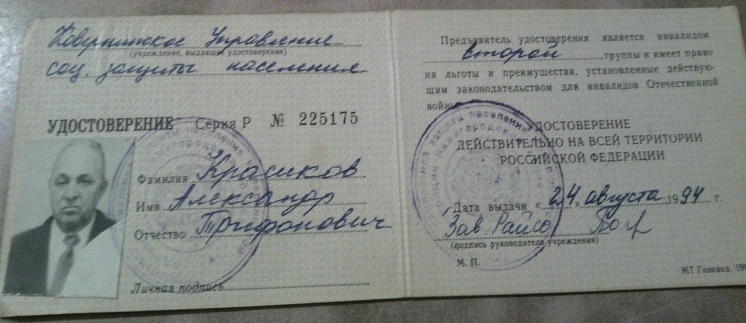 Ковернинское Управление
(учреждение, выдавшее удостоверение)
соц. защиты населения
УДОСТОВЕРЕНИЕ Серия Р № 225175
Фамилия Красиков
Имя Александр
Отчество Трифонович
Личная подпись
Предъявитель удостоверения является инвалидом
второй группы и имеет право
на льготы и преимущества, установленные действую-
щим законодательством для инвалидов Отечественной
войны
УДОСТОВЕРЕНИЕ
ДЕЙСТВИТЕЛЬНО НА ВСЕЙ ТЕРРИТОРИИ
РОССИЙСКОЙ ФЕДЕРАЦИИ
Дата выдачи « 24 » августа 1994 г.
Зав. Райсо
(подпись руководителя учреждения)
М. П.
МТ Гознака.